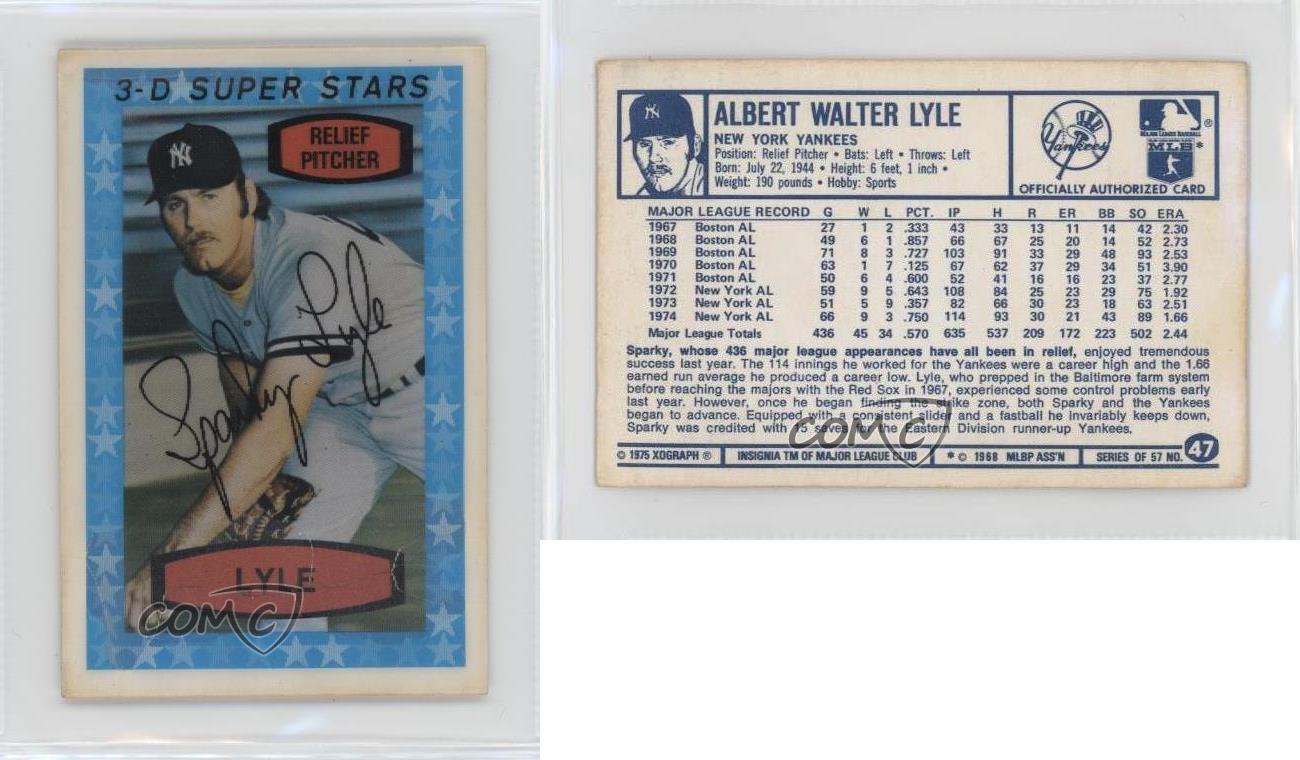 3-D SUPER STARS
RELIEF
PITCHER
NY
Sparky Lyle
LYLE
COMC
NY
ALBERT WALTER LYLE
NEW YORK YANKEES
Position: Relief Pitcher • Bats: Left • Throws: Left
Born: July 22, 1944 • Height: 6 feet, 1 inch •
Weight: 190 pounds • Hobby: Sports
Yankees
MAJOR LEAGUE BASEBALL
®
MLB*
OFFICIALLY AUTHORIZED CARD
MAJOR LEAGUE RECORD G W L PCT. IP H R ER BB SO ERA
1967 Boston AL 27 1 2 .333 43 33 13 11 14 42 2.30
1968 Boston AL 49 6 1 .857 66 67 25 20 14 52 2.73
1969 Boston AL 71 8 3 .727 103 91 33 29 48 93 2.53
1970 Boston AL 63 1 7 .125 67 62 37 29 34 51 3.90
1971 Boston AL 50 6 4 .600 52 41 16 16 23 37 2.77
1972 New York AL 59 9 5 .643 108 84 25 23 29 75 1.92
1973 New York AL 51 5 9 .357 82 66 30 23 18 63 2.51
1974 New York AL 66 9 3 .750 114 93 30 21 43 89 1.66
Major League Totals 436 45 34 .570 635 537 209 172 223 502 2.44
Sparky, whose 436 major league appearances have all been in relief, enjoyed tremendous
success last year. The 114 innings he worked for the Yankees were a career high and the 1.66
earned run average he produced a career low. Lyle, who prepped in the Baltimore farm system
before reaching the majors with the Red Sox in 1967, experienced some control problems early
last year. However, once he began finding the strike zone, both Sparky and the Yankees
began to advance. Equipped with a consistent slider and a fastball he invariably keeps down,
Sparky was credited with 15 saves for the Eastern Division runner-up Yankees.
COMC
© 1975 XOGRAPH ® INSIGNIA TM OF MAJOR LEAGUE CLUB * © 1968 MLBP ASS'N SERIES OF 57 NO. 47